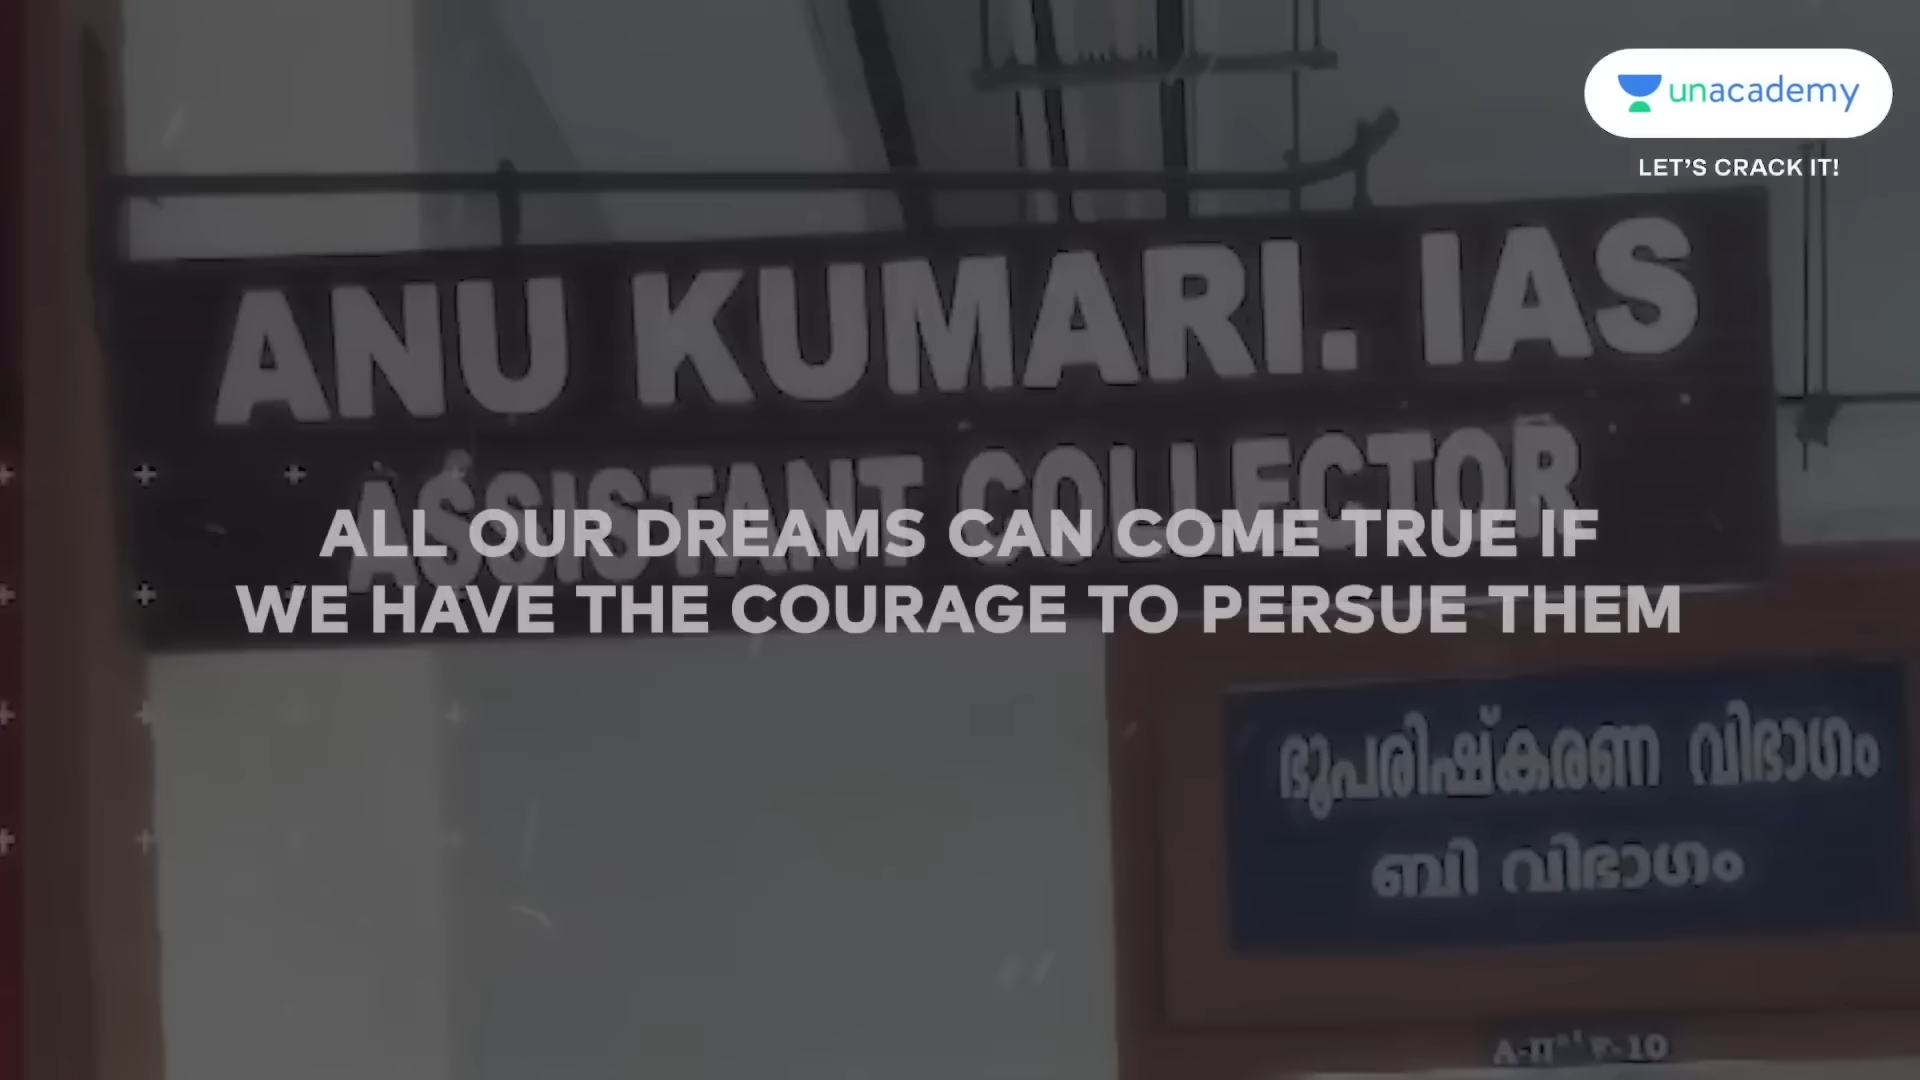 unacademy
LET'S CRACK IT!
ANU KUMARI. IAS
ASSISTANT COLLECTOR
ALL OUR DREAMS CAN COME TRUE IF
WE HAVE THE COURAGE TO PERSUE THEM
ഭൂപരിഷ്കരണ വിഭാഗം
ബി വിഭാഗം